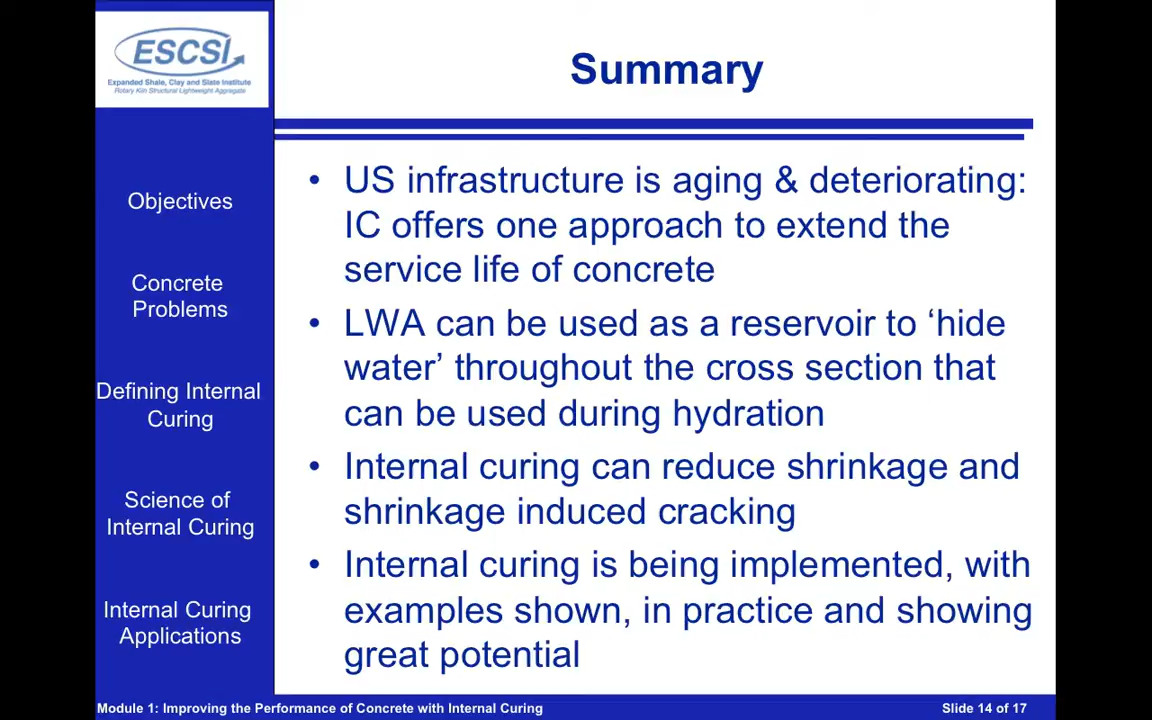 ESCSI
Expanded Shale, Clay and Slate Institute
Rotary Kiln Structural Lightweight Aggregate
Summary
Objectives
Concrete
Problems
Defining Internal
Curing
Science of
Internal Curing
Internal Curing
Applications
• US infrastructure is aging & deteriorating:
IC offers one approach to extend the
service life of concrete
• LWA can be used as a reservoir to ‘hide
water’ throughout the cross section that
can be used during hydration
• Internal curing can reduce shrinkage and
shrinkage induced cracking
• Internal curing is being implemented, with
examples shown, in practice and showing
great potential
Module 1: Improving the Performance of Concrete with Internal Curing
Slide 14 of 17